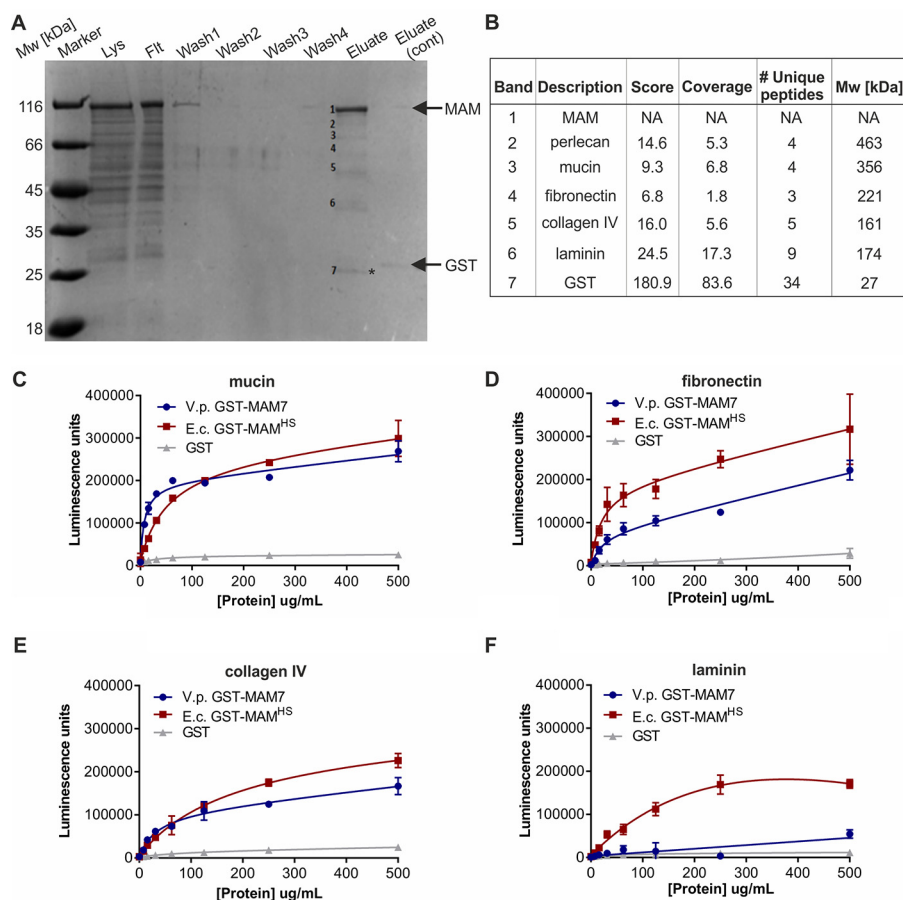 A
Mw [kDa]
Marker
Lys
Flt
Wash1
Wash2
Wash3
Wash4
Eluate
Eluate
(cont)
116
66
45
35
25
18
1
2
3
4
5
6
7
*
MAM
GST
B
Band Description Score Coverage # Unique peptides Mw [kDa]
1 MAM NA NA NA NA
2 perlecan 14.6 5.3 4 463
3 mucin 9.3 6.8 4 356
4 fibronectin 6.8 1.8 3 221
5 collagen IV 16.0 5.6 5 161
6 laminin 24.5 17.3 9 174
7 GST 180.9 83.6 34 27
C
mucin
Luminescence units
400000
300000
200000
100000
0
V.p. GST-MAM7
E.c. GST-MAM^HS
GST
0 100 200 300 400 500
[Protein] ug/mL
D
fibronectin
Luminescence units
400000
300000
200000
100000
0
V.p. GST-MAM7
E.c. GST-MAM^HS
GST
0 100 200 300 400 500
[Protein] ug/mL
E
collagen IV
Luminescence units
400000
300000
200000
100000
0
V.p. GST-MAM7
E.c. GST-MAM^HS
GST
0 100 200 300 400 500
[Protein] ug/mL
F
laminin
Luminescence units
400000
300000
200000
100000
0
V.p. GST-MAM7
E.c. GST-MAM^HS
GST
0 100 200 300 400 500
[Protein] ug/mL